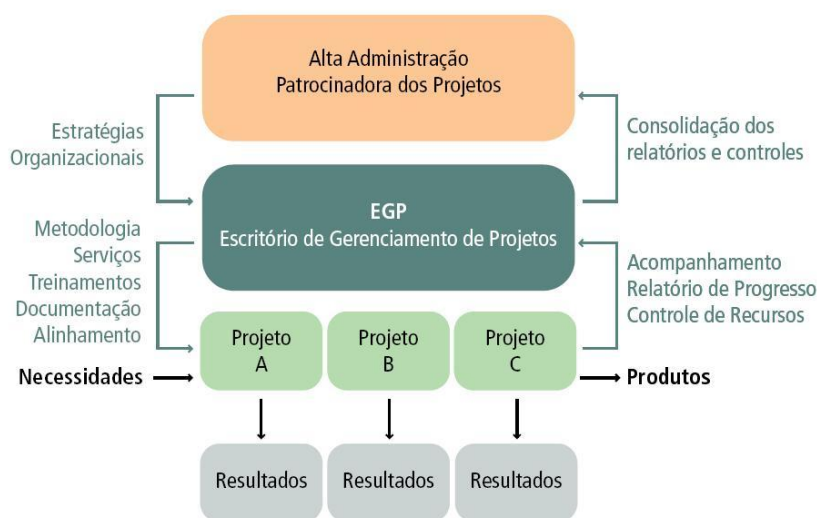 Alta Administração
Patrocinadora dos Projetos
Estratégias
Organizacionais
Consolidação dos
relatórios e controles
EGP
Escritório de Gerenciamento de Projetos
Metodologia
Serviços
Treinamentos
Documentação
Alinhamento
Acompanhamento
Relatório de Progresso
Controle de Recursos
Necessidades
Projeto
A
Projeto
B
Projeto
C
Produtos
Resultados
Resultados
Resultados